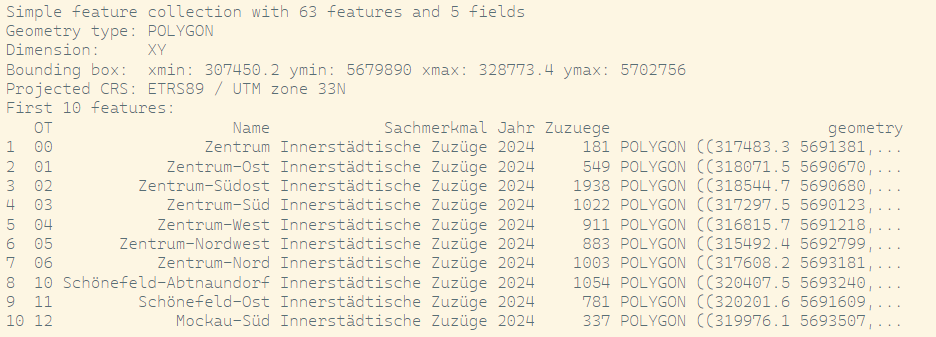 Simple feature collection with 63 features and 5 fields
Geometry type: POLYGON
Dimension:     XY
Bounding box:  xmin: 307450.2 ymin: 5679890 xmax: 328773.4 ymax: 5702756
Projected CRS: ETRS89 / UTM zone 33N
First 10 features:
   OT                   Name                Sachmerkmal Jahr Zuzuege                       geometry
1  00                Zentrum Innerstädtische Zuzüge 2024     181 POLYGON ((317483.3 5691381,...
2  01            Zentrum-Ost Innerstädtische Zuzüge 2024     549 POLYGON ((318071.5 5690670,...
3  02         Zentrum-Südost Innerstädtische Zuzüge 2024    1938 POLYGON ((318544.7 5690680,...
4  03            Zentrum-Süd Innerstädtische Zuzüge 2024    1022 POLYGON ((317297.5 5690123,...
5  04           Zentrum-West Innerstädtische Zuzüge 2024     911 POLYGON ((316815.7 5691218,...
6  05       Zentrum-Nordwest Innerstädtische Zuzüge 2024     883 POLYGON ((315492.4 5692799,...
7  06           Zentrum-Nord Innerstädtische Zuzüge 2024    1003 POLYGON ((317608.2 5693181,...
8  10 Schönefeld-Abtnaundorf Innerstädtische Zuzüge 2024    1054 POLYGON ((320407.5 5693240,...
9  11         Schönefeld-Ost Innerstädtische Zuzüge 2024     781 POLYGON ((320201.6 5691609,...
10 12             Mockau-Süd Innerstädtische Zuzüge 2024     337 POLYGON ((319976.1 5693507,...